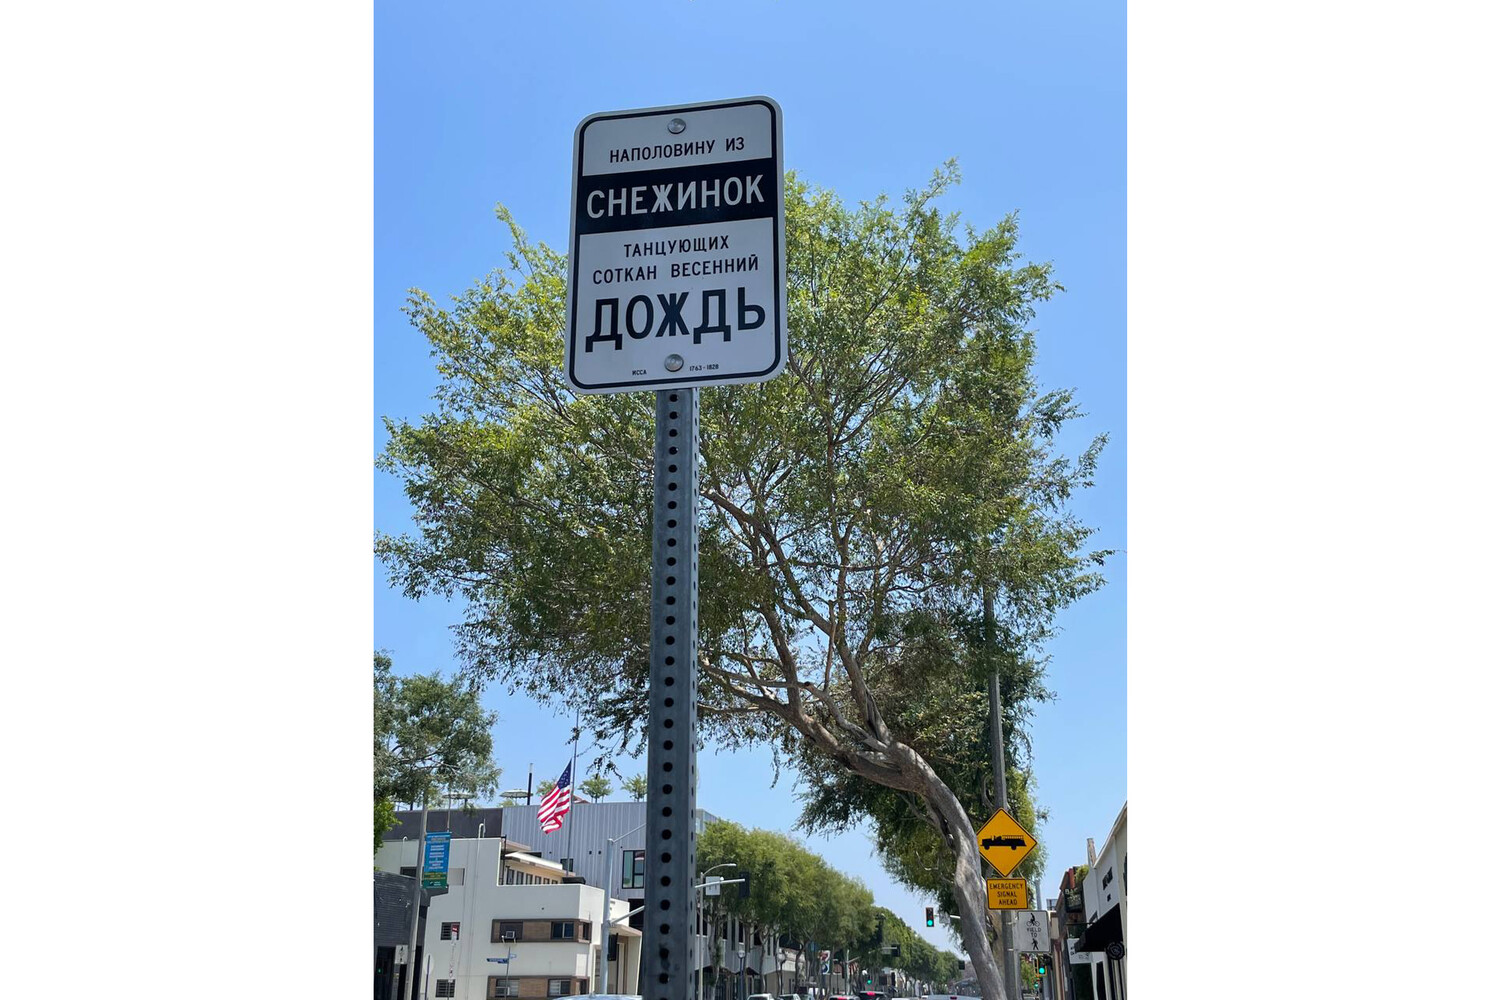 НАПОЛОВИНУ ИЗ
СНЕЖИНОК
ТАНЦУЮЩИХ
СОТКАН ВЕСЕННИЙ
ДОЖДЬ
ИССА 1763-1828
EMERGENCY
SIGNAL
AHEAD
YIELD
TO